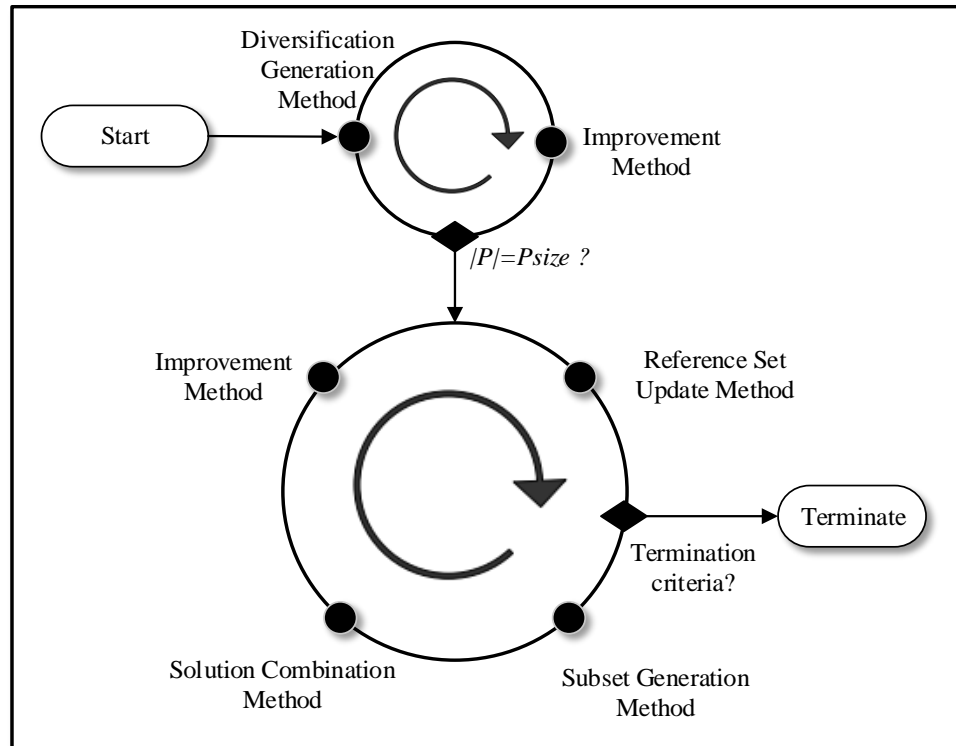 Diversification
Generation
Method
Start
Improvement
Method
|P|=Psize ?
Improvement
Method
Reference Set
Update Method
Terminate
Termination
criteria?
Solution Combination
Method
Subset Generation
Method